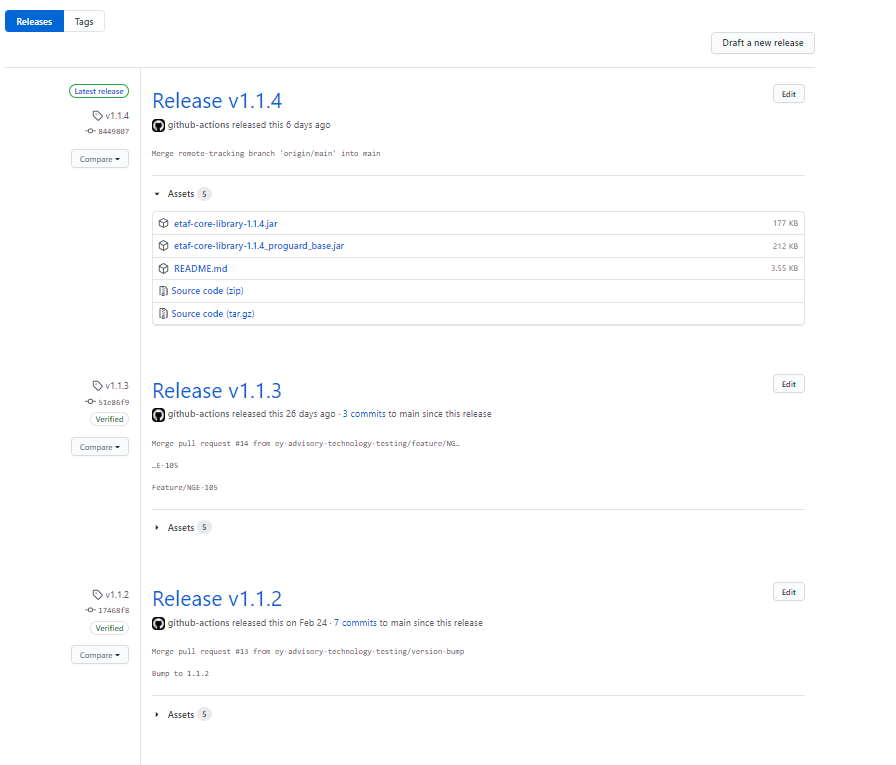 Releases Tags
Draft a new release
Latest release
v1.1.4
8449807
Compare
Release v1.1.4
Edit
github-actions released this 6 days ago
Merge remote-tracking branch 'origin/main' into main
Assets 5
etaf-core-library-1.1.4.jar 177 KB
etaf-core-library-1.1.4_proguard_base.jar 212 KB
README.md 3.55 KB
Source code (zip)
Source code (tar.gz)
v1.1.3
51e86f9
Verified
Compare
Release v1.1.3
Edit
github-actions released this 26 days ago · 3 commits to main since this release
Merge pull request #14 from ey-advisory-technology-testing/feature/NG…
…E-105
Feature/NGE-105
Assets 5
v1.1.2
17468f8
Verified
Compare
Release v1.1.2
Edit
github-actions released this on Feb 24 · 7 commits to main since this release
Merge pull request #13 from ey-advisory-technology-testing/version-bump
Bump to 1.1.2
Assets 5